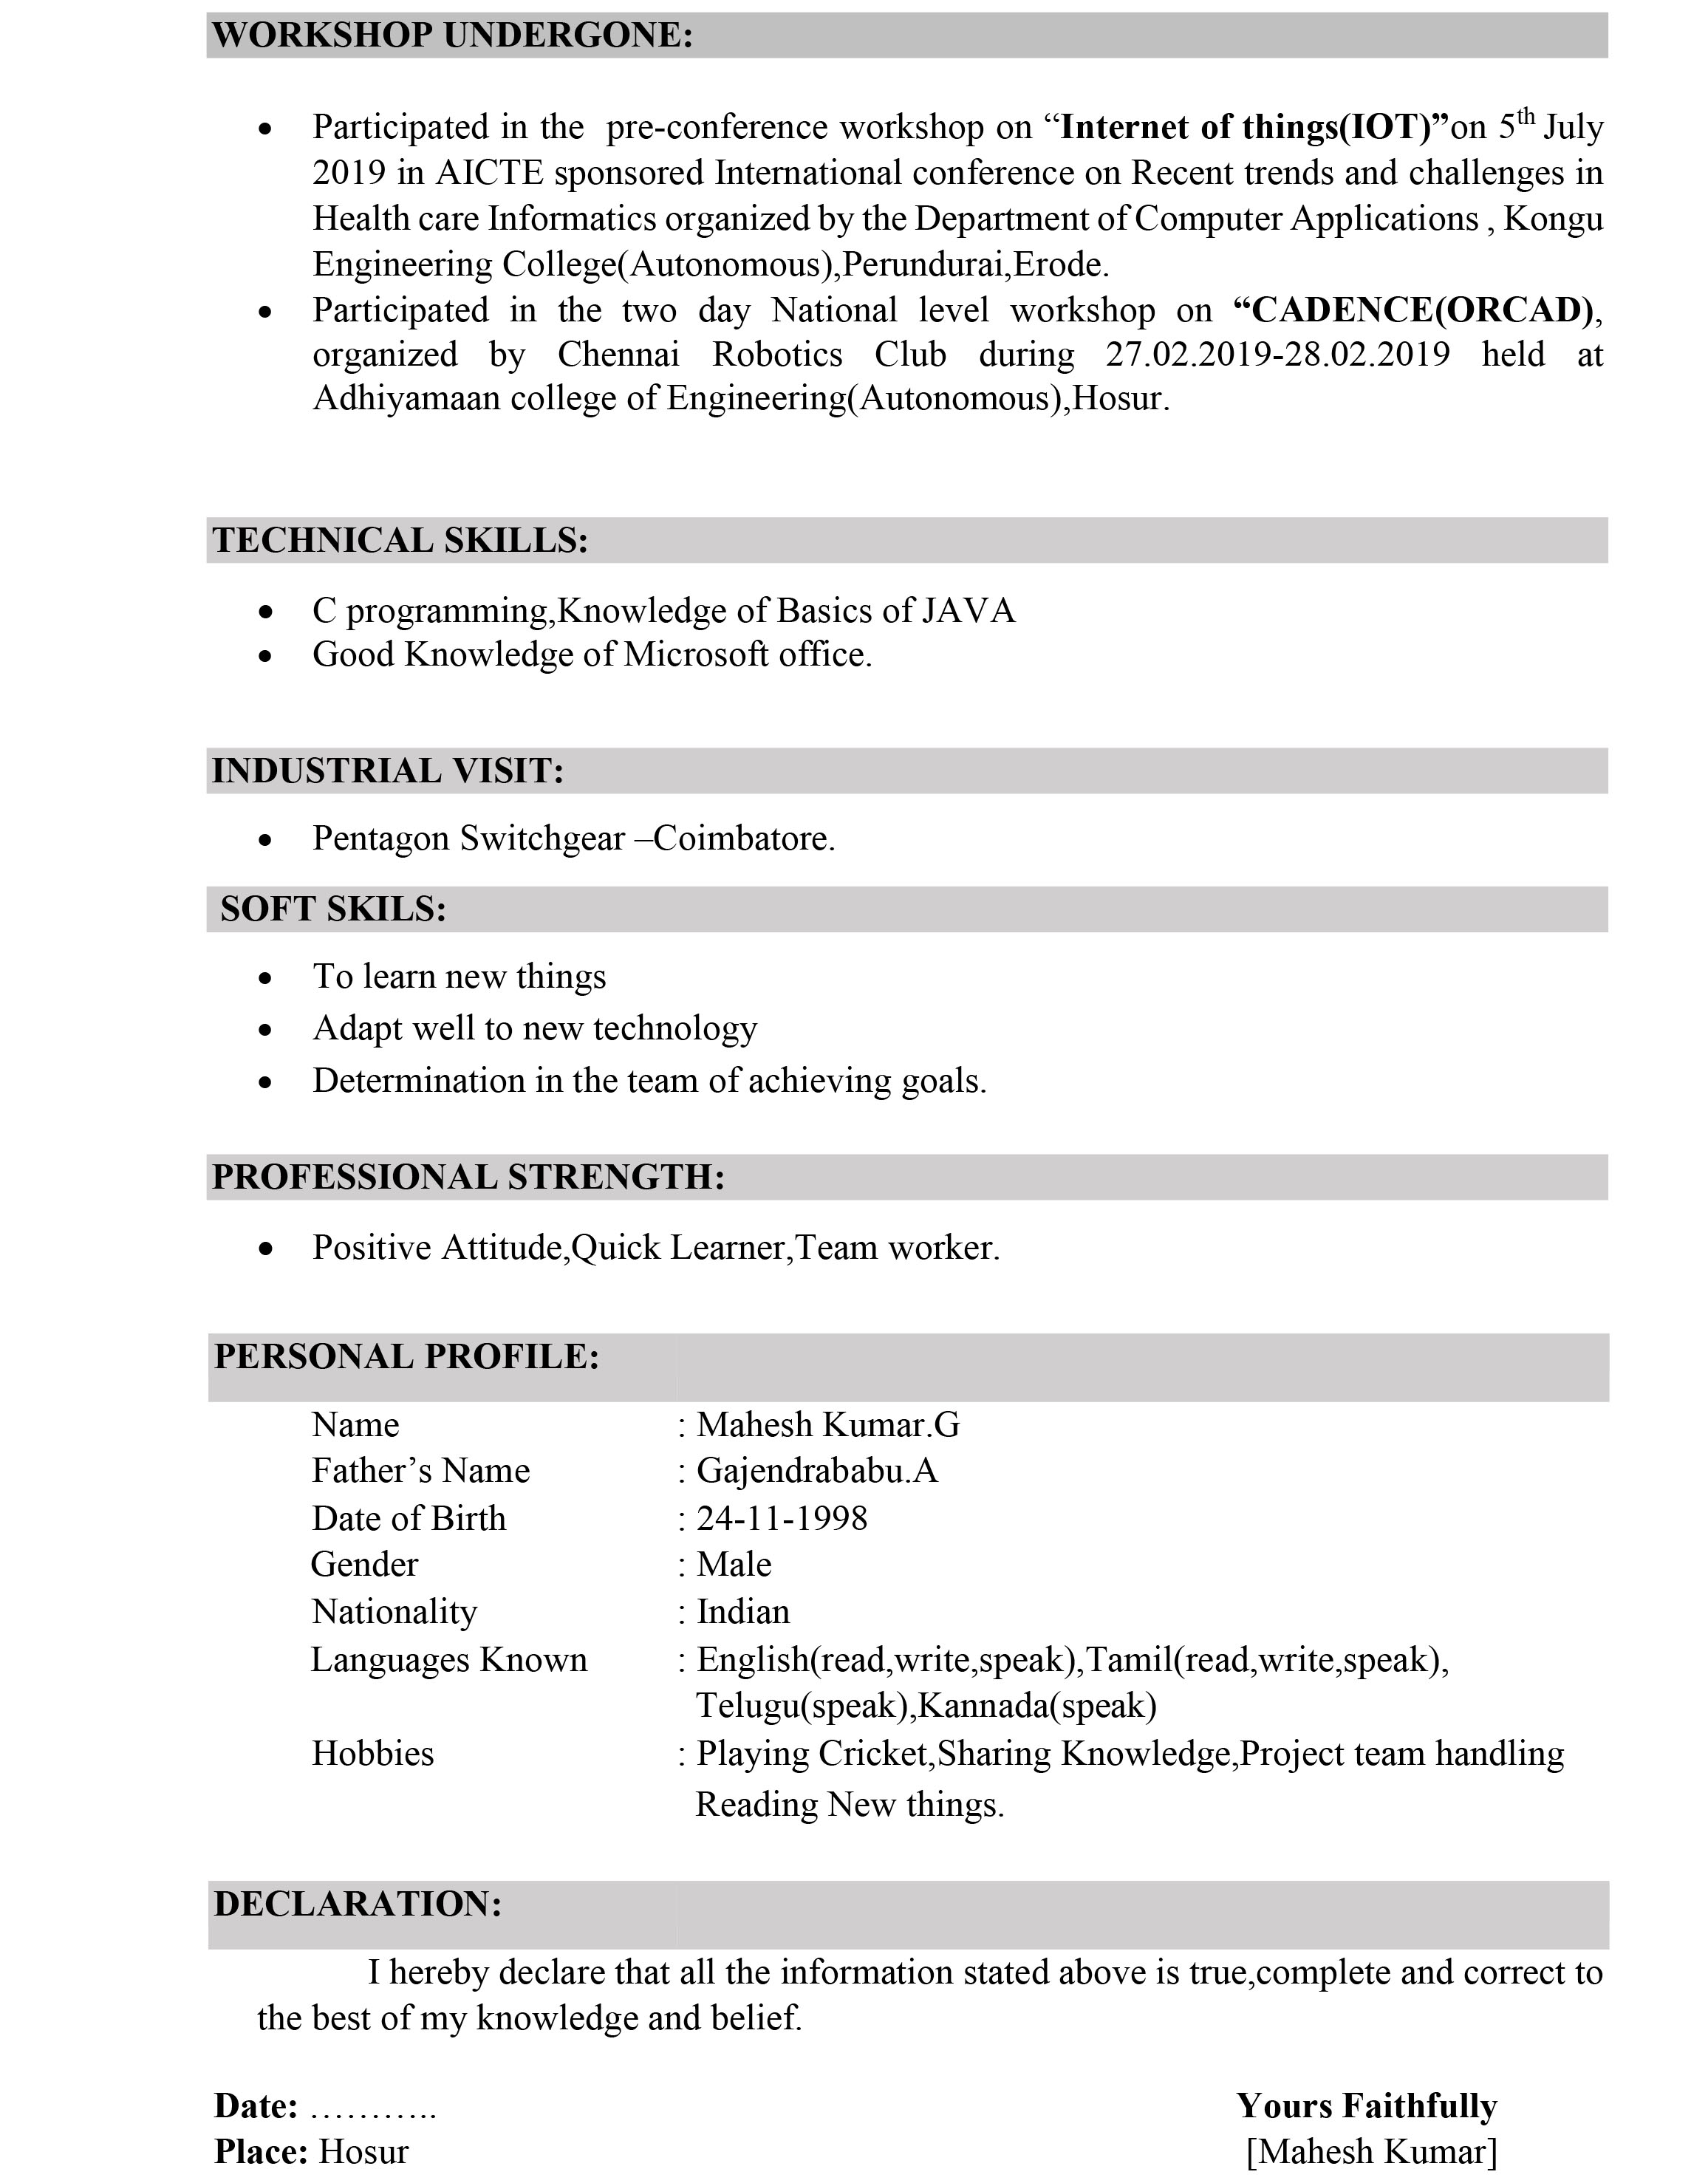 WORKSHOP UNDERGONE:
• Participated in the pre-conference workshop on “Internet of things(IOT)”on 5th July
2019 in AICTE sponsored International conference on Recent trends and challenges in
Health care Informatics organized by the Department of Computer Applications , Kongu
Engineering College(Autonomous),Perundurai,Erode.
• Participated in the two day National level workshop on “CADENCE(ORCAD),
organized by Chennai Robotics Club during 27.02.2019-28.02.2019 held at
Adhiyamaan college of Engineering(Autonomous),Hosur.
TECHNICAL SKILLS:
• C programming,Knowledge of Basics of JAVA
• Good Knowledge of Microsoft office.
INDUSTRIAL VISIT:
• Pentagon Switchgear –Coimbatore.
SOFT SKILS:
• To learn new things
• Adapt well to new technology
• Determination in the team of achieving goals.
PROFESSIONAL STRENGTH:
• Positive Attitude,Quick Learner,Team worker.
PERSONAL PROFILE:
Name : Mahesh Kumar.G
Father’s Name : Gajendrababu.A
Date of Birth : 24-11-1998
Gender : Male
Nationality : Indian
Languages Known : English(read,write,speak),Tamil(read,write,speak),
Telugu(speak),Kannada(speak)
Hobbies : Playing Cricket,Sharing Knowledge,Project team handling
Reading New things.
DECLARATION:
I hereby declare that all the information stated above is true,complete and correct to
the best of my knowledge and belief.
Date: ……….. Yours Faithfully
Place: Hosur [Mahesh Kumar]